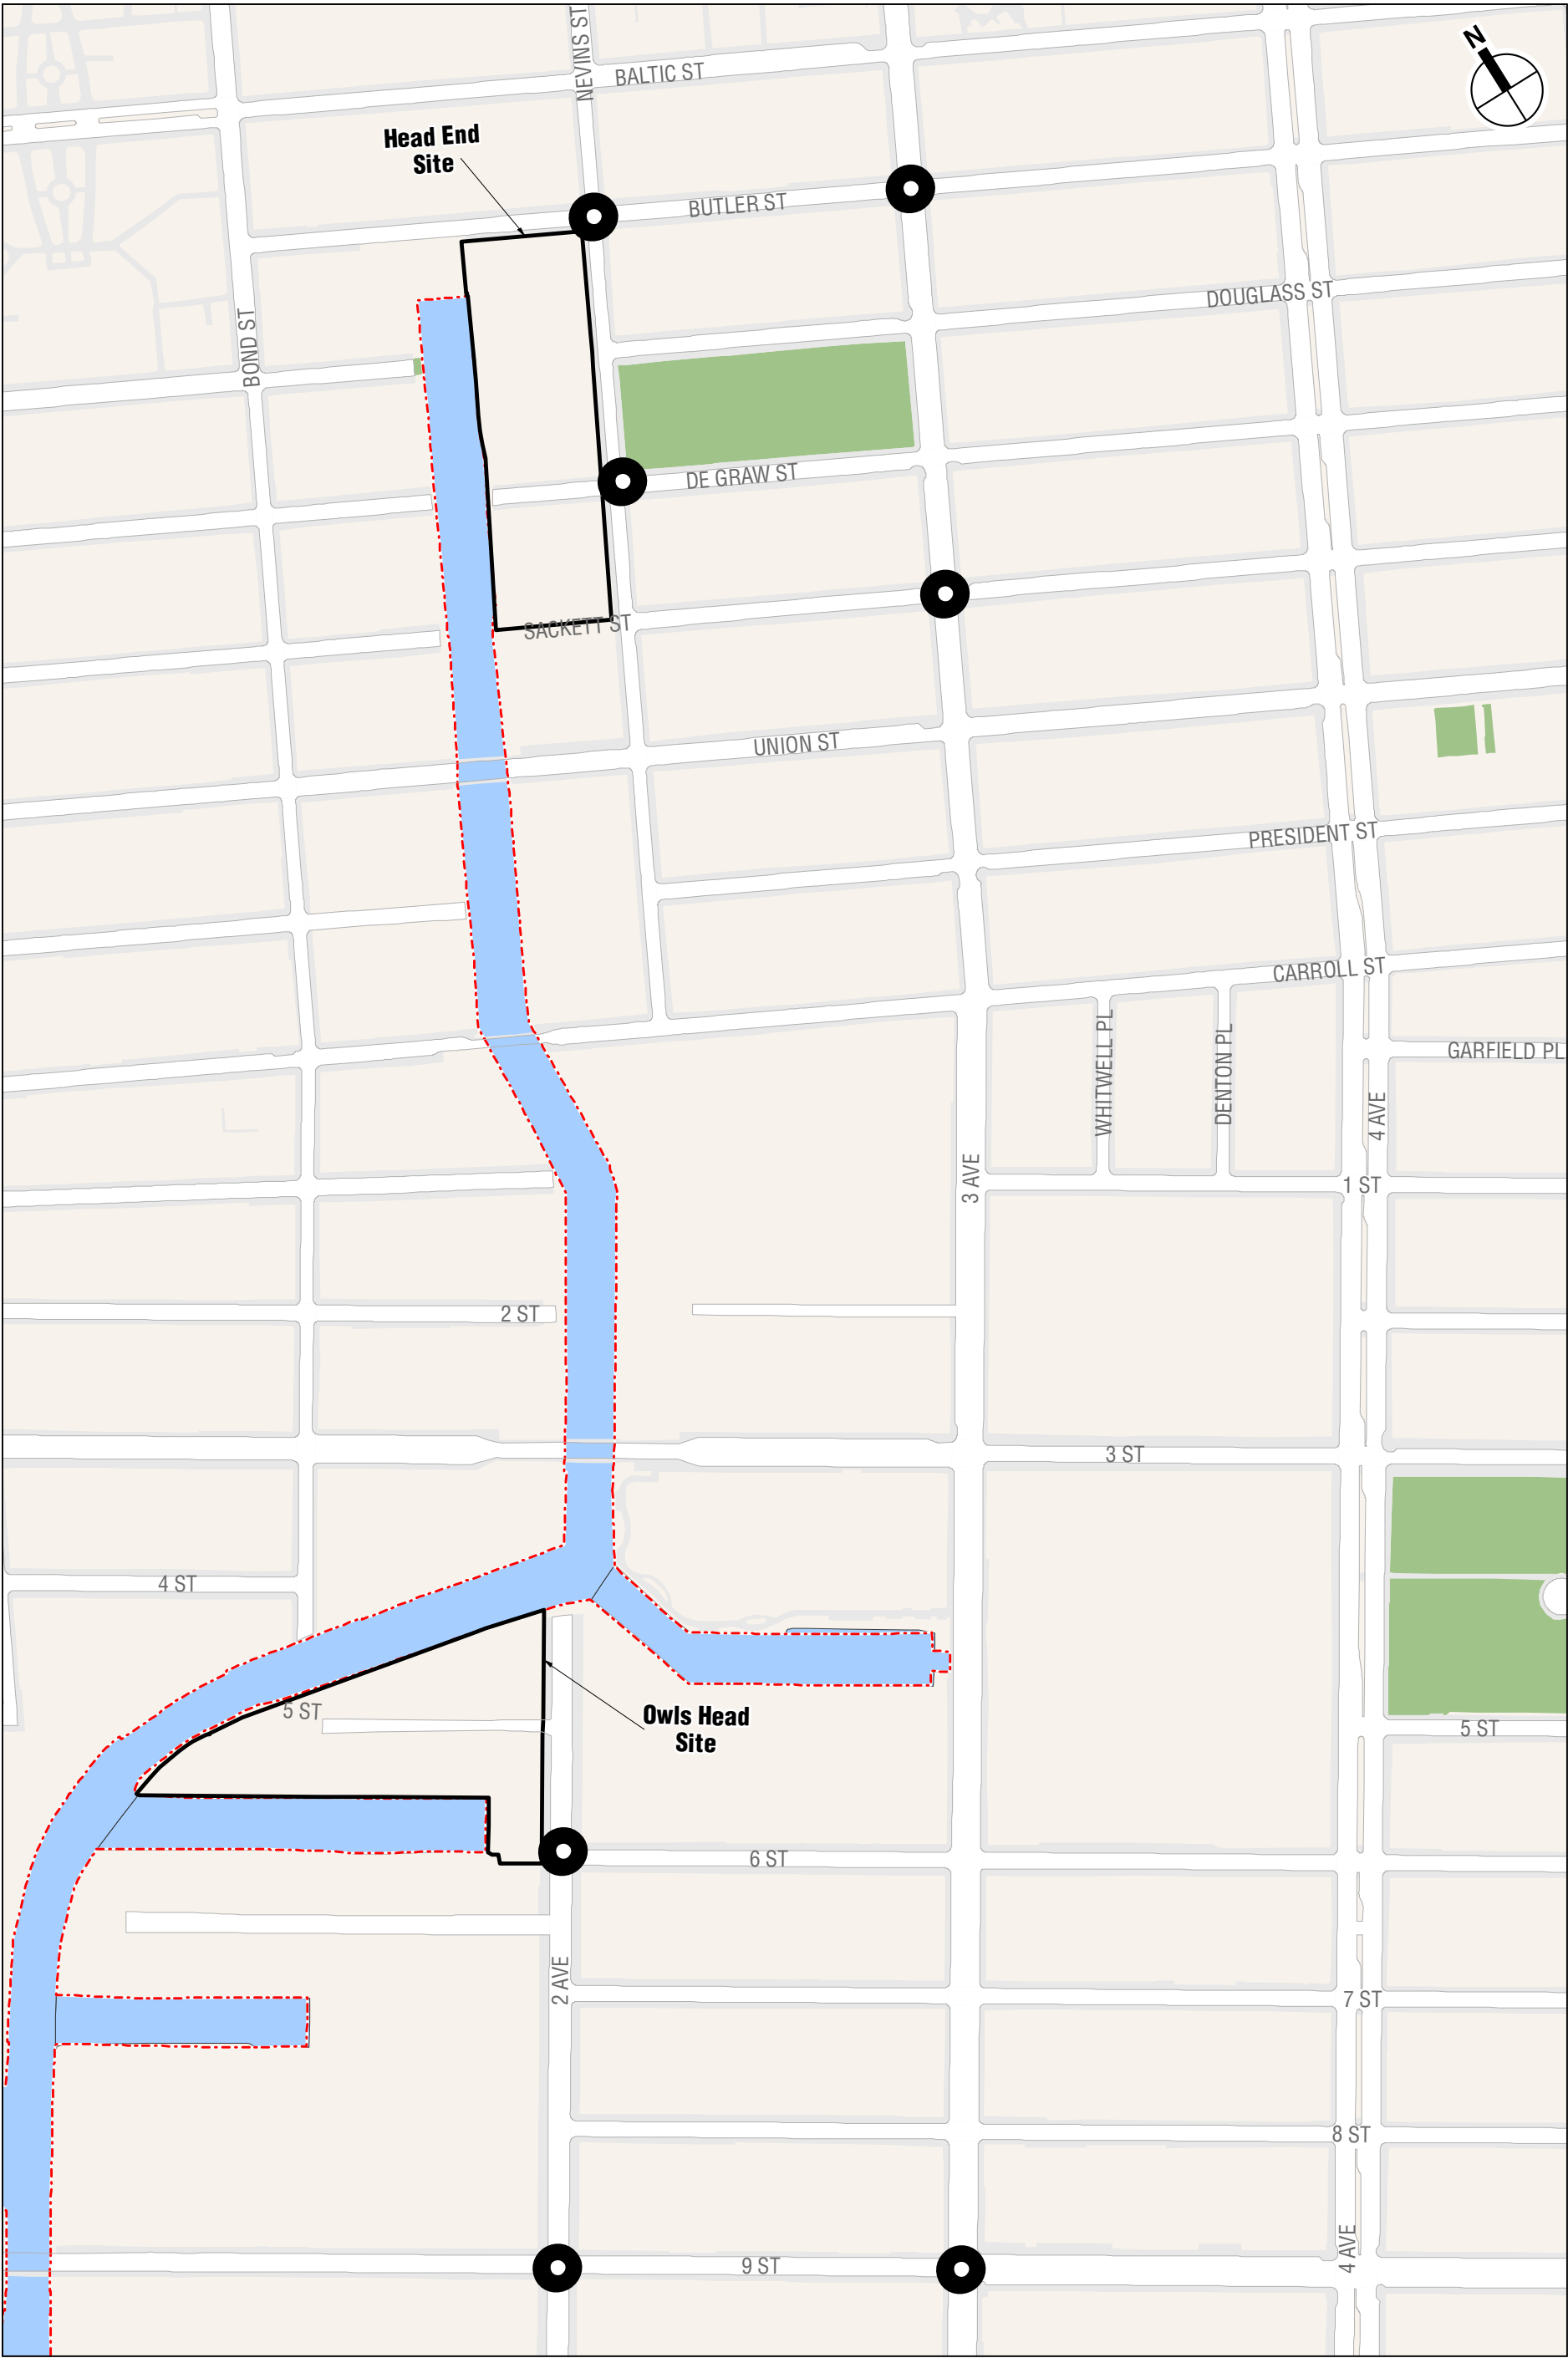 NEVINS ST
BALTIC ST
N
Head End
Site
BUTLER ST
DOUGLASS ST
BOND ST
DE GRAW ST
SACKETT ST
UNION ST
PRESIDENT ST
CARROLL ST
WHITWELL PL
DENTON PL
GARFIELD PL
4 AVE
3 AVE
1 ST
2 ST
3 ST
4 ST
5 ST
Owls Head
Site
5 ST
6 ST
2 AVE
7 ST
8 ST
4 AVE
9 ST